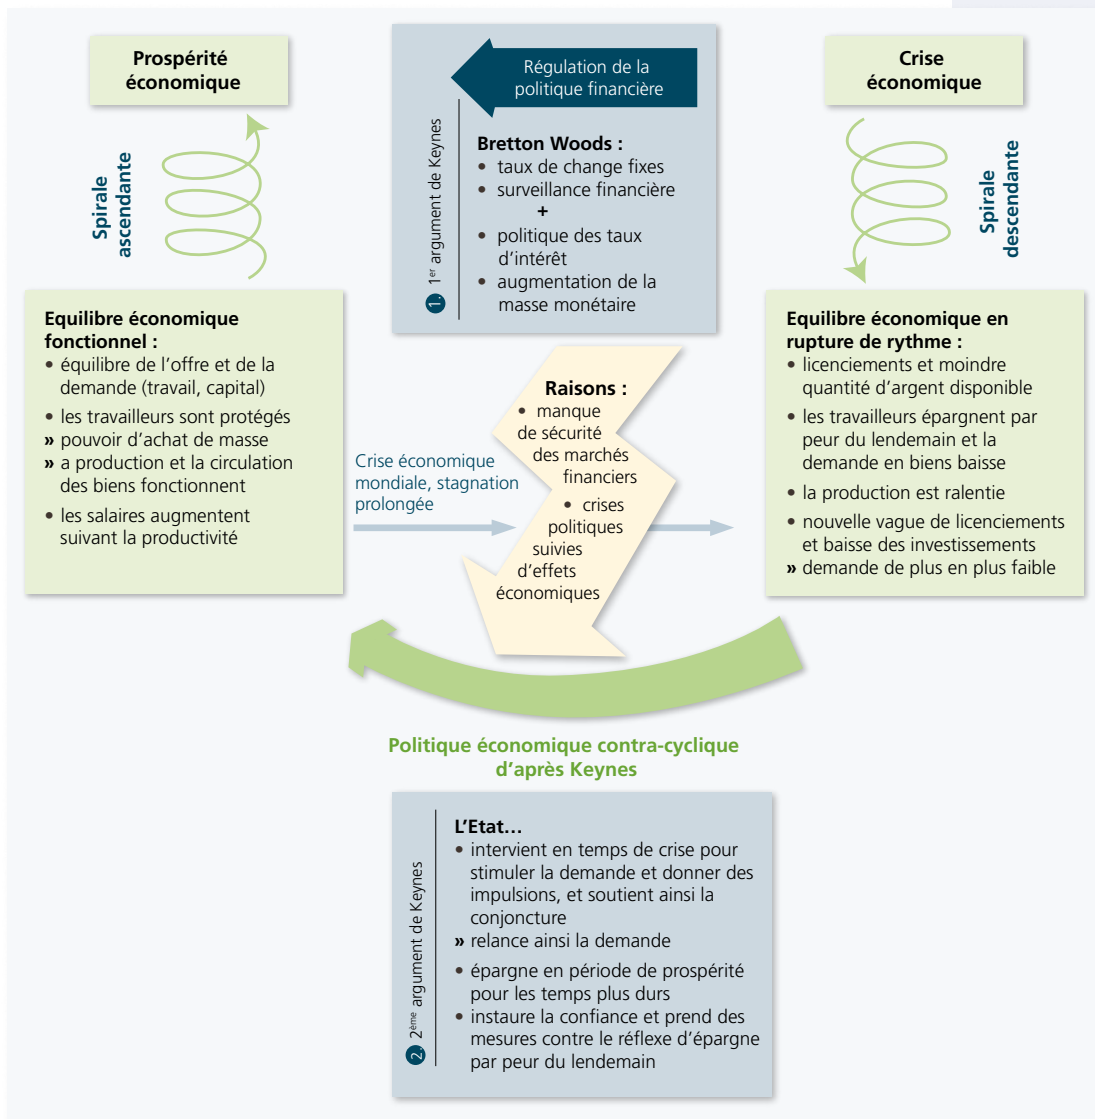 Prospérité
économique
Spirale
ascendante
Equilibre économique
fonctionnel :
• équilibre de l’offre et de la
demande (travail, capital)
• les travailleurs sont protégés
» pouvoir d’achat de masse
» a production et la circulation
des biens fonctionnent
• les salaires augmentent
suivant la productivité
Régulation de la
politique financière
1. 1er argument de Keynes
Bretton Woods :
• taux de change fixes
• surveillance financière
+
• politique des taux
d’intérêt
• augmentation de la
masse monétaire
Crise
économique
Spirale
descendante
Equilibre économique en
rupture de rythme :
• licenciements et moindre
quantité d’argent disponible
• les travailleurs épargnent par
peur du lendemain et la
demande en biens baisse
• la production est ralentie
• nouvelle vague de licenciements
et baisse des investissements
» demande de plus en plus faible
Crise économique
mondiale, stagnation
prolongée
Raisons :
• manque
de sécurité
des marchés
financiers
• crises
politiques
suivies
d’effets
économiques
Politique économique contra-cyclique
d’après Keynes
2. 2ème argument de Keynes
L’Etat…
• intervient en temps de crise pour
stimuler la demande et donner des
impulsions, et soutient ainsi la
conjoncture
» relance ainsi la demande
• épargne en période de prospérité
pour les temps plus durs
• instaure la confiance et prend des
mesures contre le réflexe d’épargne
par peur du lendemain